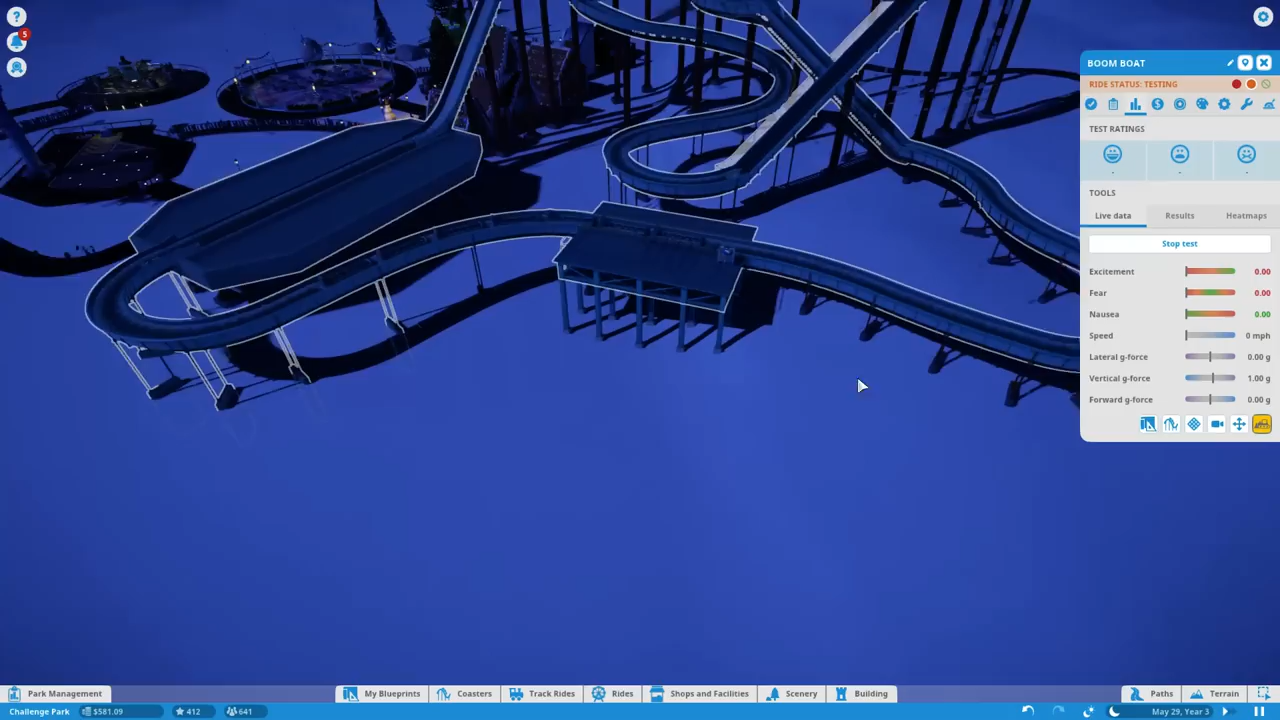 5
BOOM BOAT
RIDE STATUS: TESTING
TEST RATINGS
- - -
TOOLS
Live data Results Heatmaps
Stop test
Excitement 0.00
Fear 0.00
Nausea 0.00
Speed 0 mph
Lateral g-force 0.00 g
Vertical g-force 1.00 g
Forward g-force 0.00 g
Park Management My Blueprints Coasters Track Rides Rides Shops and Facilities Scenery Building Paths Terrain
Challenge Park $581.09 412 641 May 29, Year 3